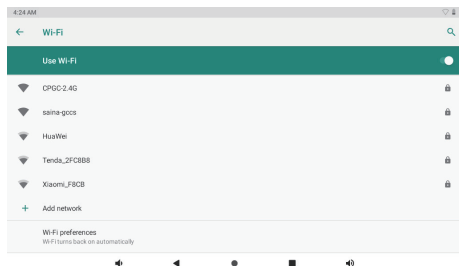 4:24 AM
Wi-Fi
Use Wi-Fi
CPGC-2.4G
saina-gccs
HuaWei
Tenda_2FC8B8
Xiaomi_F8CB
Add network
Wi-Fi preferences
Wi-Fi turns back on automatically